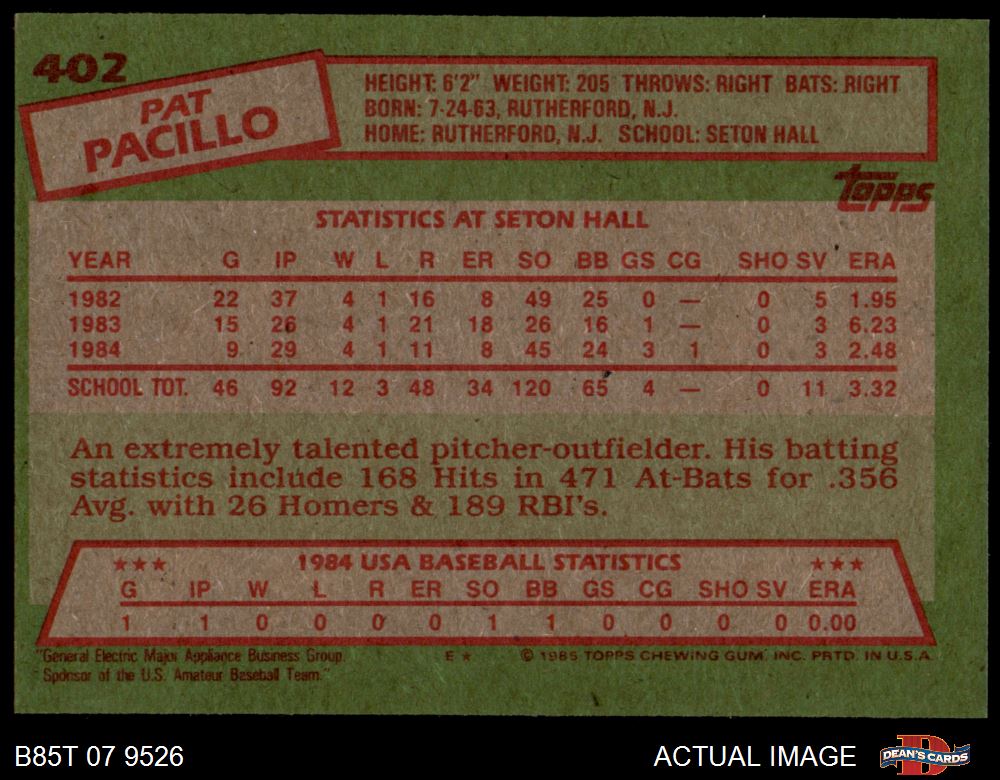 402
PAT
PACILLO
HEIGHT: 6'2" WEIGHT: 205 THROWS: RIGHT BATS: RIGHT
BORN: 7-24-63, RUTHERFORD, N.J.
HOME: RUTHERFORD, N.J. SCHOOL: SETON HALL
topps
STATISTICS AT SETON HALL
YEAR G IP W L R ER SO BB GS CG SHO SV ERA
1982 22 37 4 1 16 8 49 25 0 — 0 5 1.95
1983 15 26 4 1 21 18 26 16 1 — 0 3 6.23
1984 9 29 4 1 11 8 45 24 3 1 0 3 2.48
SCHOOL TOT. 46 92 12 3 48 34 120 65 4 — 0 11 3.32
An extremely talented pitcher-outfielder. His batting
statistics include 168 Hits in 471 At-Bats for .356
Avg. with 26 Homers & 189 RBI's.
★★★ 1984 USA BASEBALL STATISTICS ★★★
G IP W L R ER SO BB GS CG SHO SV ERA
1 1 0 0 0 0 1 1 0 0 0 0 0.00
"General Electric Major Appliance Business Group. E ★ © 1985 TOPPS CHEWING GUM, INC. PRTD. IN U.S.A.
Sponsor of the U.S. Amateur Baseball Team."
B85T 07 9526 ACTUAL IMAGE DEAN'S CARDS